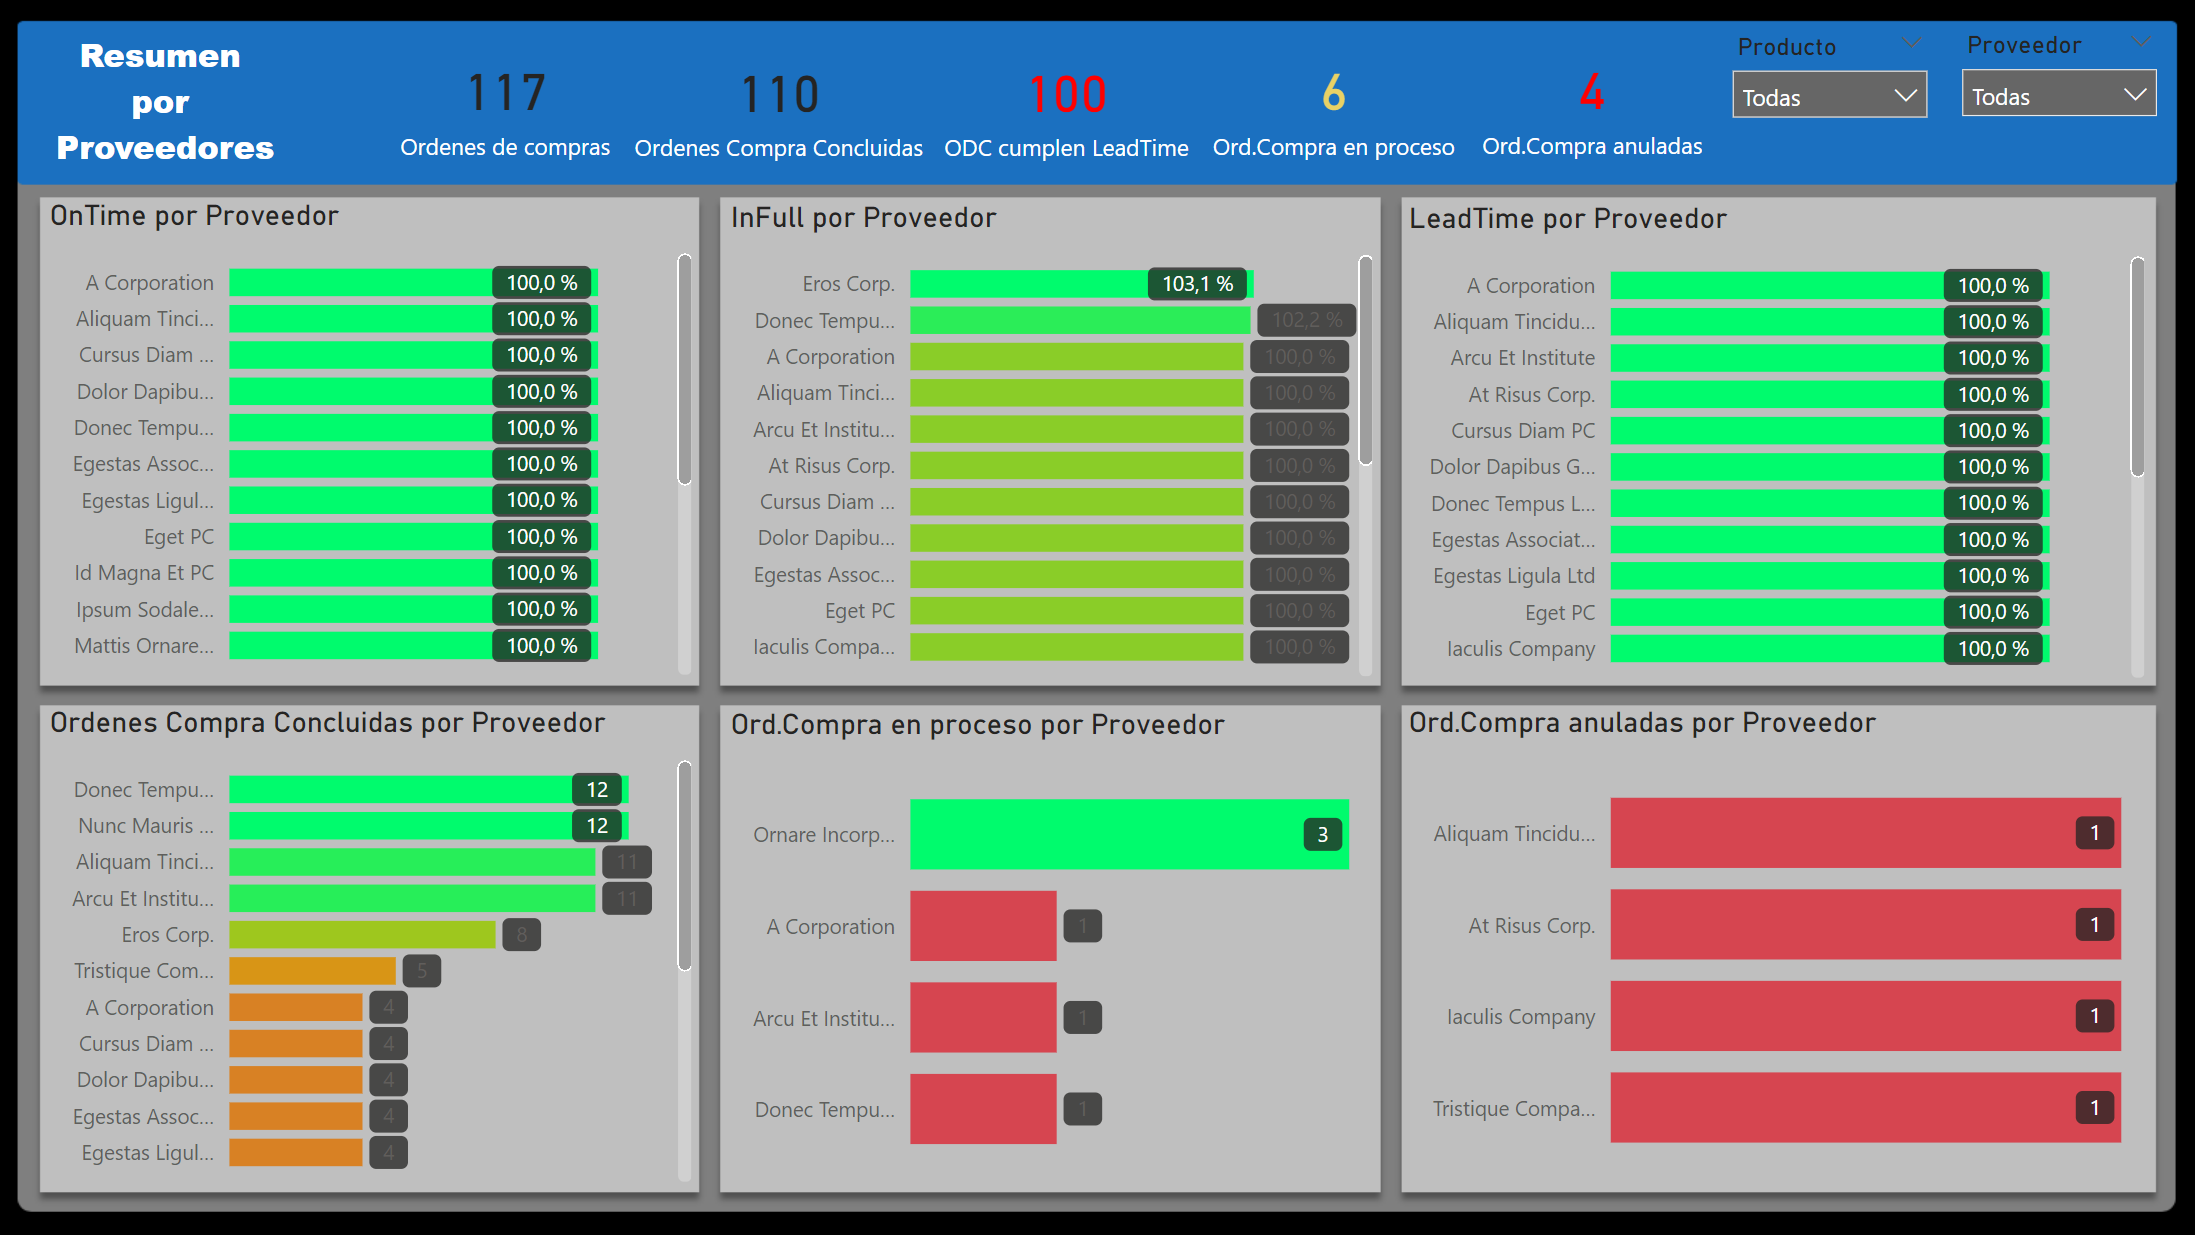 Resumen
por
Proveedores
117
Ordenes de compras
110
Ordenes Compra Concluidas
100
ODC cumplen LeadTime
6
Ord.Compra en proceso
4
Ord.Compra anuladas
Producto
Todas
Proveedor
Todas
OnTime por Proveedor
A Corporation 100,0 %
Aliquam Tinci... 100,0 %
Cursus Diam ... 100,0 %
Dolor Dapibu... 100,0 %
Donec Tempu... 100,0 %
Egestas Assoc... 100,0 %
Egestas Ligul... 100,0 %
Eget PC 100,0 %
Id Magna Et PC 100,0 %
Ipsum Sodale... 100,0 %
Mattis Ornare... 100,0 %
InFull por Proveedor
Eros Corp. 103,1 %
Donec Tempu... 102,2 %
A Corporation 100,0 %
Aliquam Tinci... 100,0 %
Arcu Et Institu... 100,0 %
At Risus Corp. 100,0 %
Cursus Diam ... 100,0 %
Dolor Dapibu... 100,0 %
Egestas Assoc... 100,0 %
Eget PC 100,0 %
Iaculis Compa... 100,0 %
LeadTime por Proveedor
A Corporation 100,0 %
Aliquam Tincidu... 100,0 %
Arcu Et Institute 100,0 %
At Risus Corp. 100,0 %
Cursus Diam PC 100,0 %
Dolor Dapibus G... 100,0 %
Donec Tempus L... 100,0 %
Egestas Associat... 100,0 %
Egestas Ligula Ltd 100,0 %
Eget PC 100,0 %
Iaculis Company 100,0 %
Ordenes Compra Concluidas por Proveedor
Donec Tempu... 12
Nunc Mauris ... 12
Aliquam Tinci... 11
Arcu Et Institu... 11
Eros Corp. 8
Tristique Com... 5
A Corporation 4
Cursus Diam ... 4
Dolor Dapibu... 4
Egestas Assoc... 4
Egestas Ligul... 4
Ord.Compra en proceso por Proveedor
Ornare Incorp... 3
A Corporation 1
Arcu Et Institu... 1
Donec Tempu... 1
Ord.Compra anuladas por Proveedor
Aliquam Tincidu... 1
At Risus Corp. 1
Iaculis Company 1
Tristique Compa... 1